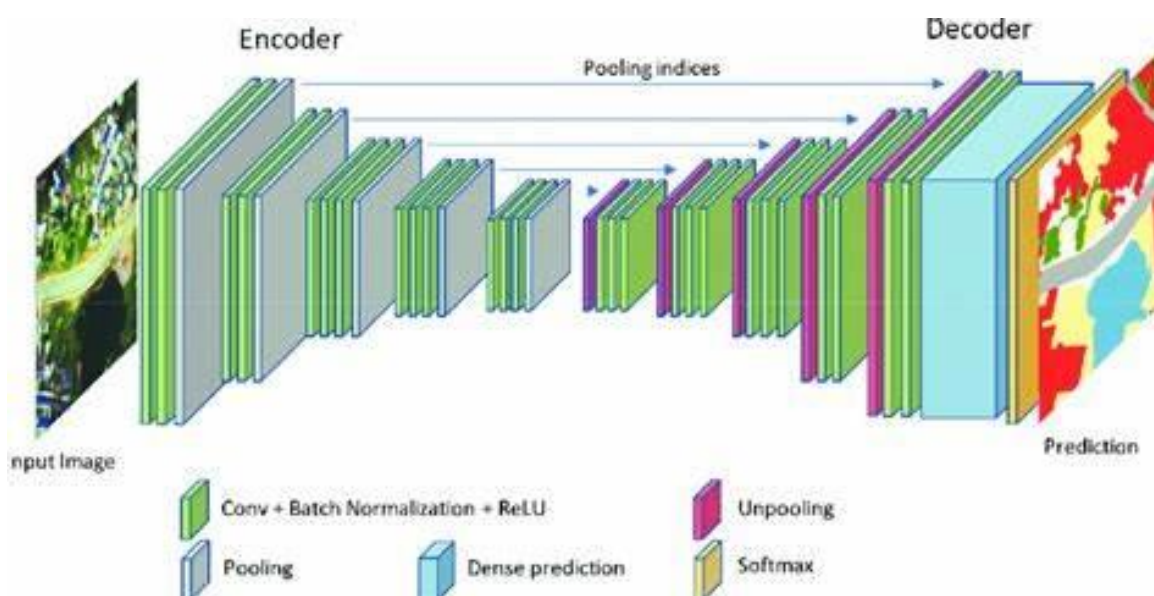 Encoder
Decoder
Pooling indices
nput Image
Prediction
Conv + Batch Normalization + ReLU
Unpooling
Pooling
Dense prediction
Softmax